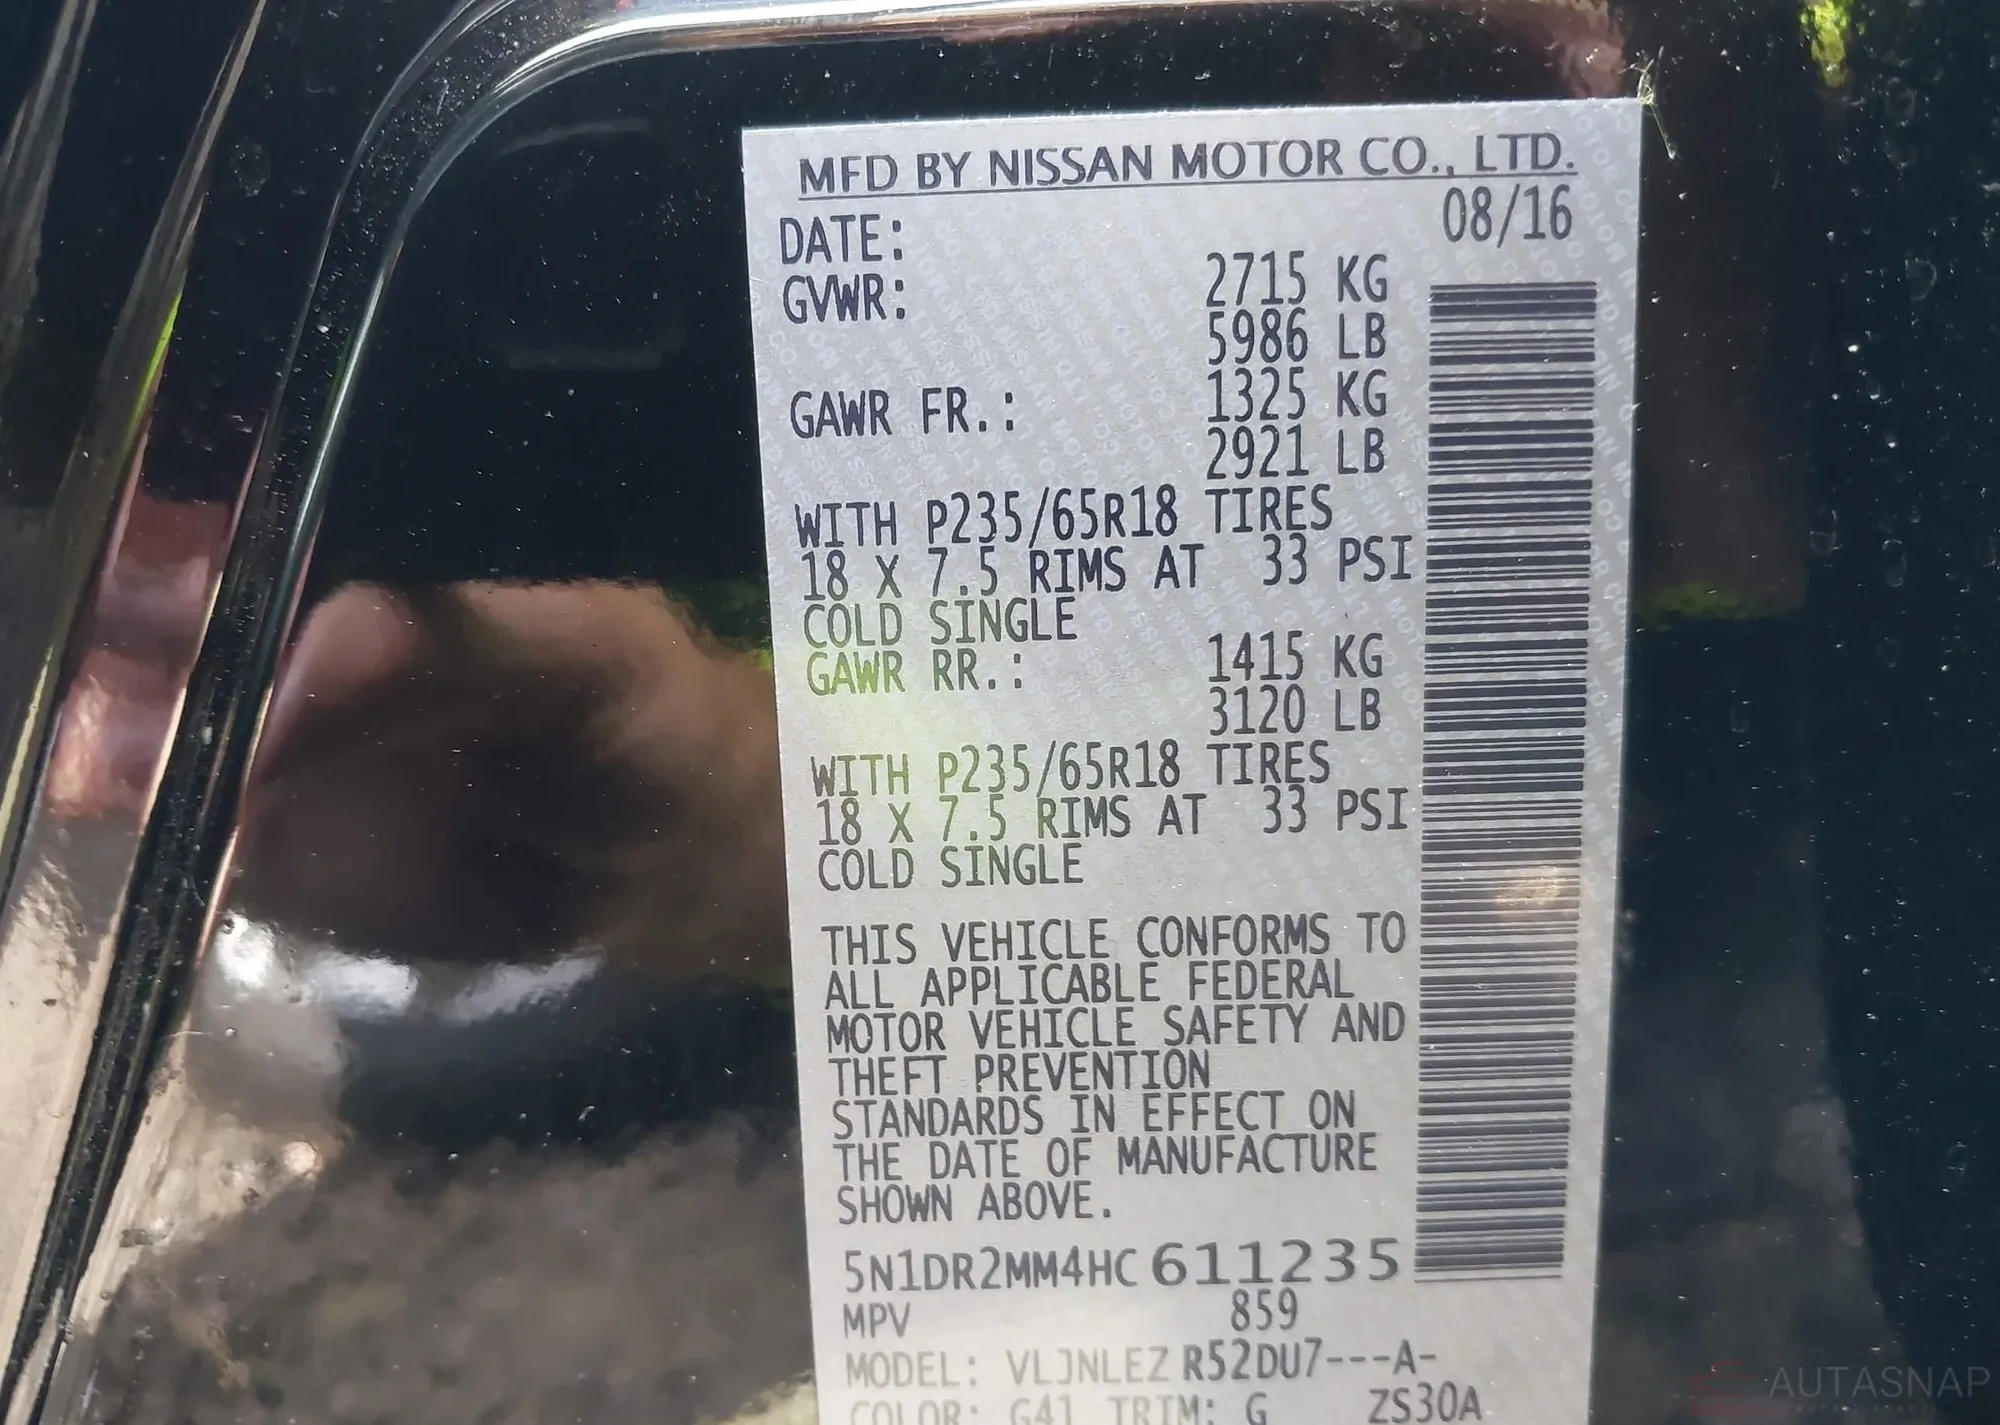 MFD BY NISSAN MOTOR CO., LTD.
DATE: 08/16
GVWR: 2715 KG
5986 LB
GAWR FR.: 1325 KG
2921 LB
WITH P235/65R18 TIRES
18 X 7.5 RIMS AT 33 PSI
COLD SINGLE
GAWR RR.: 1415 KG
3120 LB
WITH P235/65R18 TIRES
18 X 7.5 RIMS AT 33 PSI
COLD SINGLE
THIS VEHICLE CONFORMS TO
ALL APPLICABLE FEDERAL
MOTOR VEHICLE SAFETY AND
THEFT PREVENTION
STANDARDS IN EFFECT ON
THE DATE OF MANUFACTURE
SHOWN ABOVE.
5N1DR2MM4HC611235
MPV 859
MODEL: VLJNLEZ R52DU7---A-
COLOR: G41 TRIM: G ZS30A
AUTASNAP